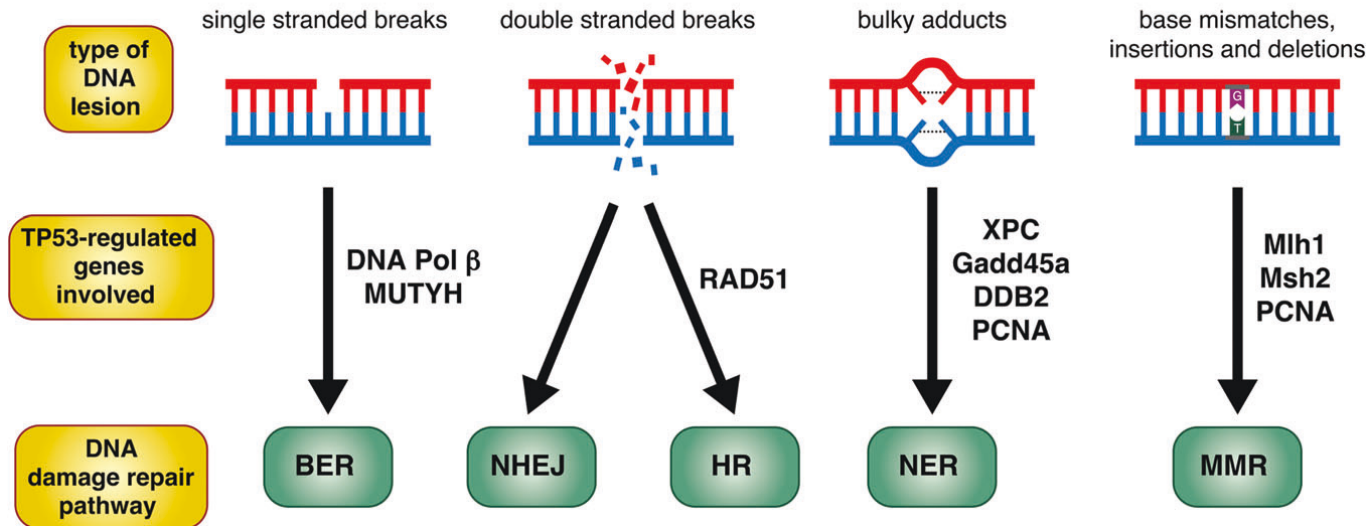 single stranded breaks
double stranded breaks
bulky adducts
base mismatches,
insertions and deletions
type of
DNA
lesion
G
T
TP53-regulated
genes
involved
DNA Pol β
MUTYH
RAD51
XPC
Gadd45a
DDB2
PCNA
Mlh1
Msh2
PCNA
DNA
damage repair
pathway
BER
NHEJ
HR
NER
MMR